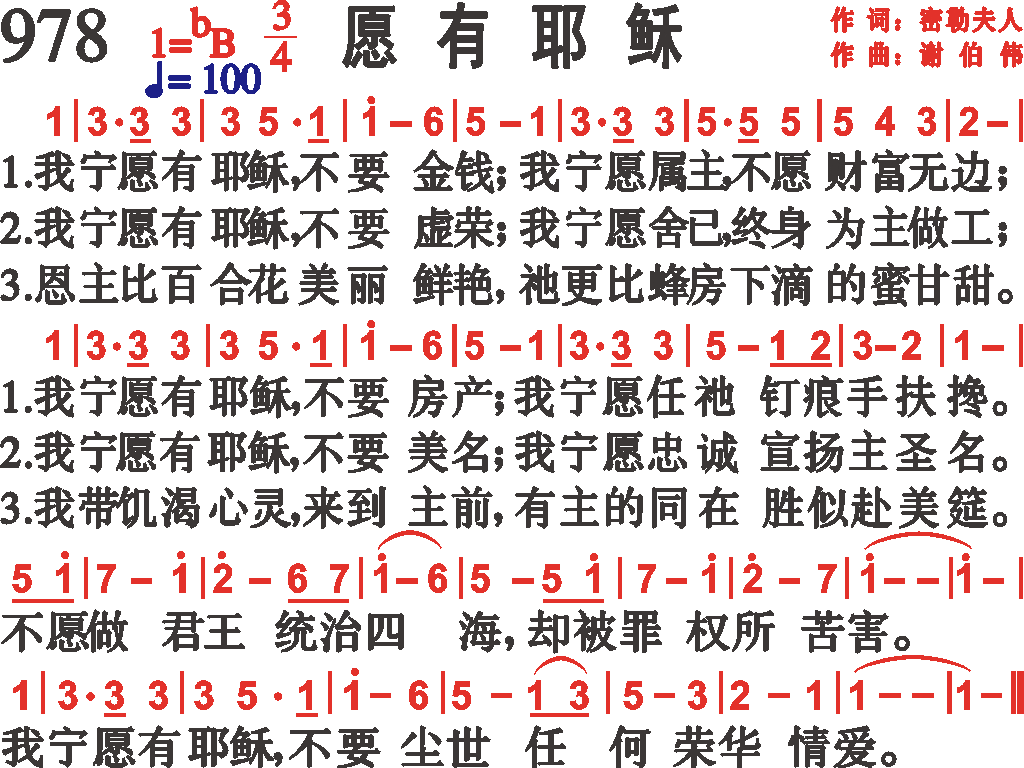 978 1=bB 3/4 愿有耶稣 作词：密勒夫人
♩=100 作曲：谢伯伟
1|3·3 3|3 5·1|i–6|5–1|3·3 3|5·5 5|5 4 3|2–|
1.我宁愿有耶稣,不要金钱；我宁愿属主,不愿财富无边；
2.我宁愿有耶稣,不要虚荣；我宁愿舍己,终身为主做工；
3.恩主比百合花美丽鲜艳，祂更比蜂房下滴的蜜甘甜。
1|3·3 3|3 5·1|i–6|5–1|3·3 3|5–1 2|3–2|1–|
1.我宁愿有耶稣,不要房产；我宁愿任祂钉痕手扶搀。
2.我宁愿有耶稣,不要美名；我宁愿忠诚宣扬主圣名。
3.我带饥渴心灵,来到主前,有主的同在胜似赴美筵。
5 i|7–i|2̇–6 7|i–6|5–5 i|7–i|2̇–7|i––|i–|
不愿做君王统治四海，却被罪权所苦害。
1|3·3 3|3 5·1|i–6|5–1 3|5–3|2–1|1––|1–‖
我宁愿有耶稣,不要尘世任何荣华情爱。